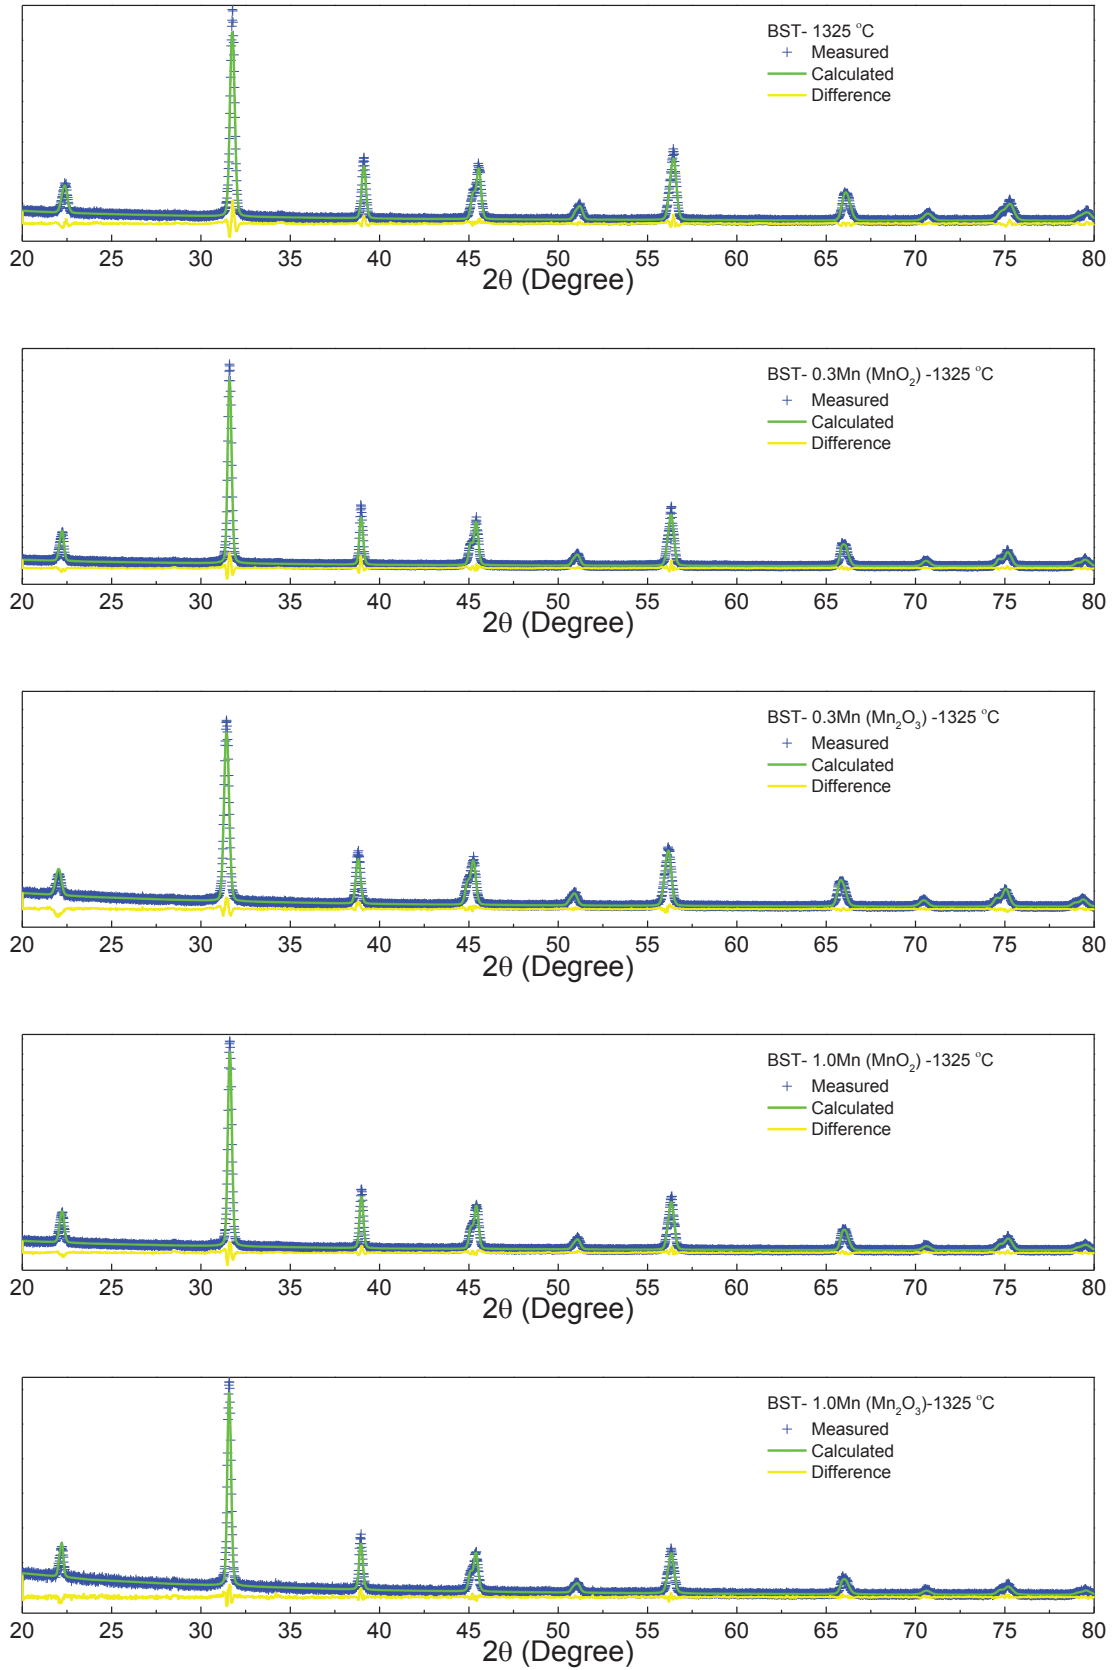 BST- 1325 °C
+ Measured
Calculated
Difference
20 25 30 35 40 45 50 55 60 65 70 75 80
2θ (Degree)
BST- 0.3Mn (MnO₂) -1325 °C
+ Measured
Calculated
Difference
20 25 30 35 40 45 50 55 60 65 70 75 80
2θ (Degree)
BST- 0.3Mn (Mn₂O₃) -1325 °C
+ Measured
Calculated
Difference
20 25 30 35 40 45 50 55 60 65 70 75 80
2θ (Degree)
BST- 1.0Mn (MnO₂) -1325 °C
+ Measured
Calculated
Difference
20 25 30 35 40 45 50 55 60 65 70 75 80
2θ (Degree)
BST- 1.0Mn (Mn₂O₃)-1325 °C
+ Measured
Calculated
Difference
20 25 30 35 40 45 50 55 60 65 70 75 80
2θ (Degree)